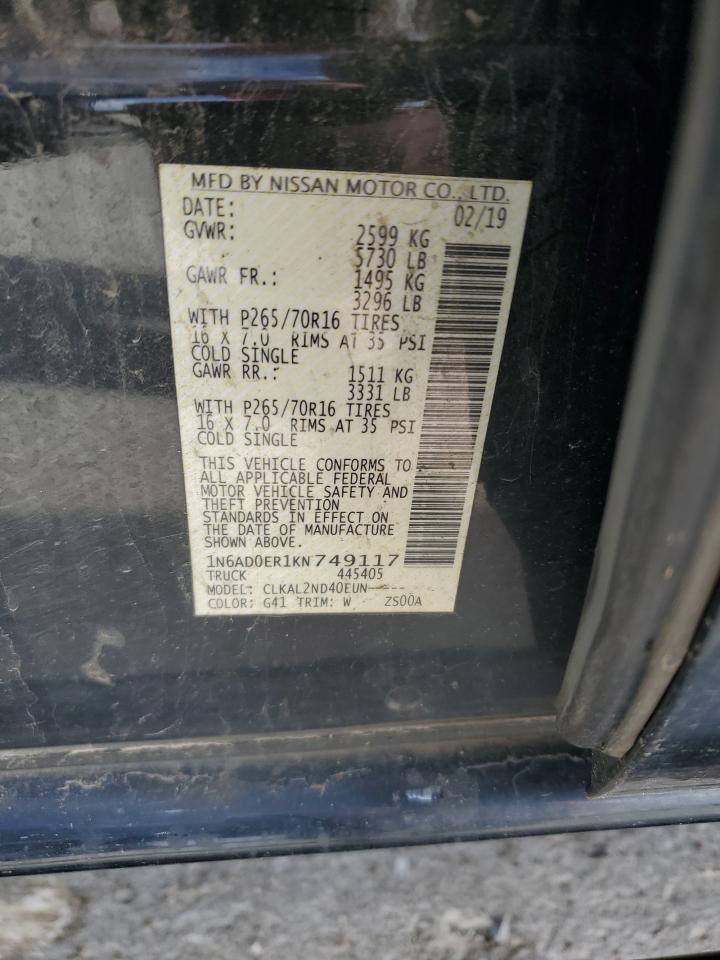 MFD BY NISSAN MOTOR CO., LTD.
DATE: 02/19
GVWR: 2599 KG
5730 LB
GAWR FR.: 1495 KG
3296 LB
WITH P265/70R16 TIRES
16 X 7.0 RIMS AT 35 PSI
COLD SINGLE
GAWR RR.: 1511 KG
3331 LB
WITH P265/70R16 TIRES
16 X 7.0 RIMS AT 35 PSI
COLD SINGLE
THIS VEHICLE CONFORMS TO
ALL APPLICABLE FEDERAL
MOTOR VEHICLE SAFETY AND
THEFT PREVENTION
STANDARDS IN EFFECT ON
THE DATE OF MANUFACTURE
SHOWN ABOVE.
1N6AD0ER1KN749117
TRUCK 445405
MODEL: CLKAL2ND40EUN-----
COLOR: G41 TRIM: W ZS00A